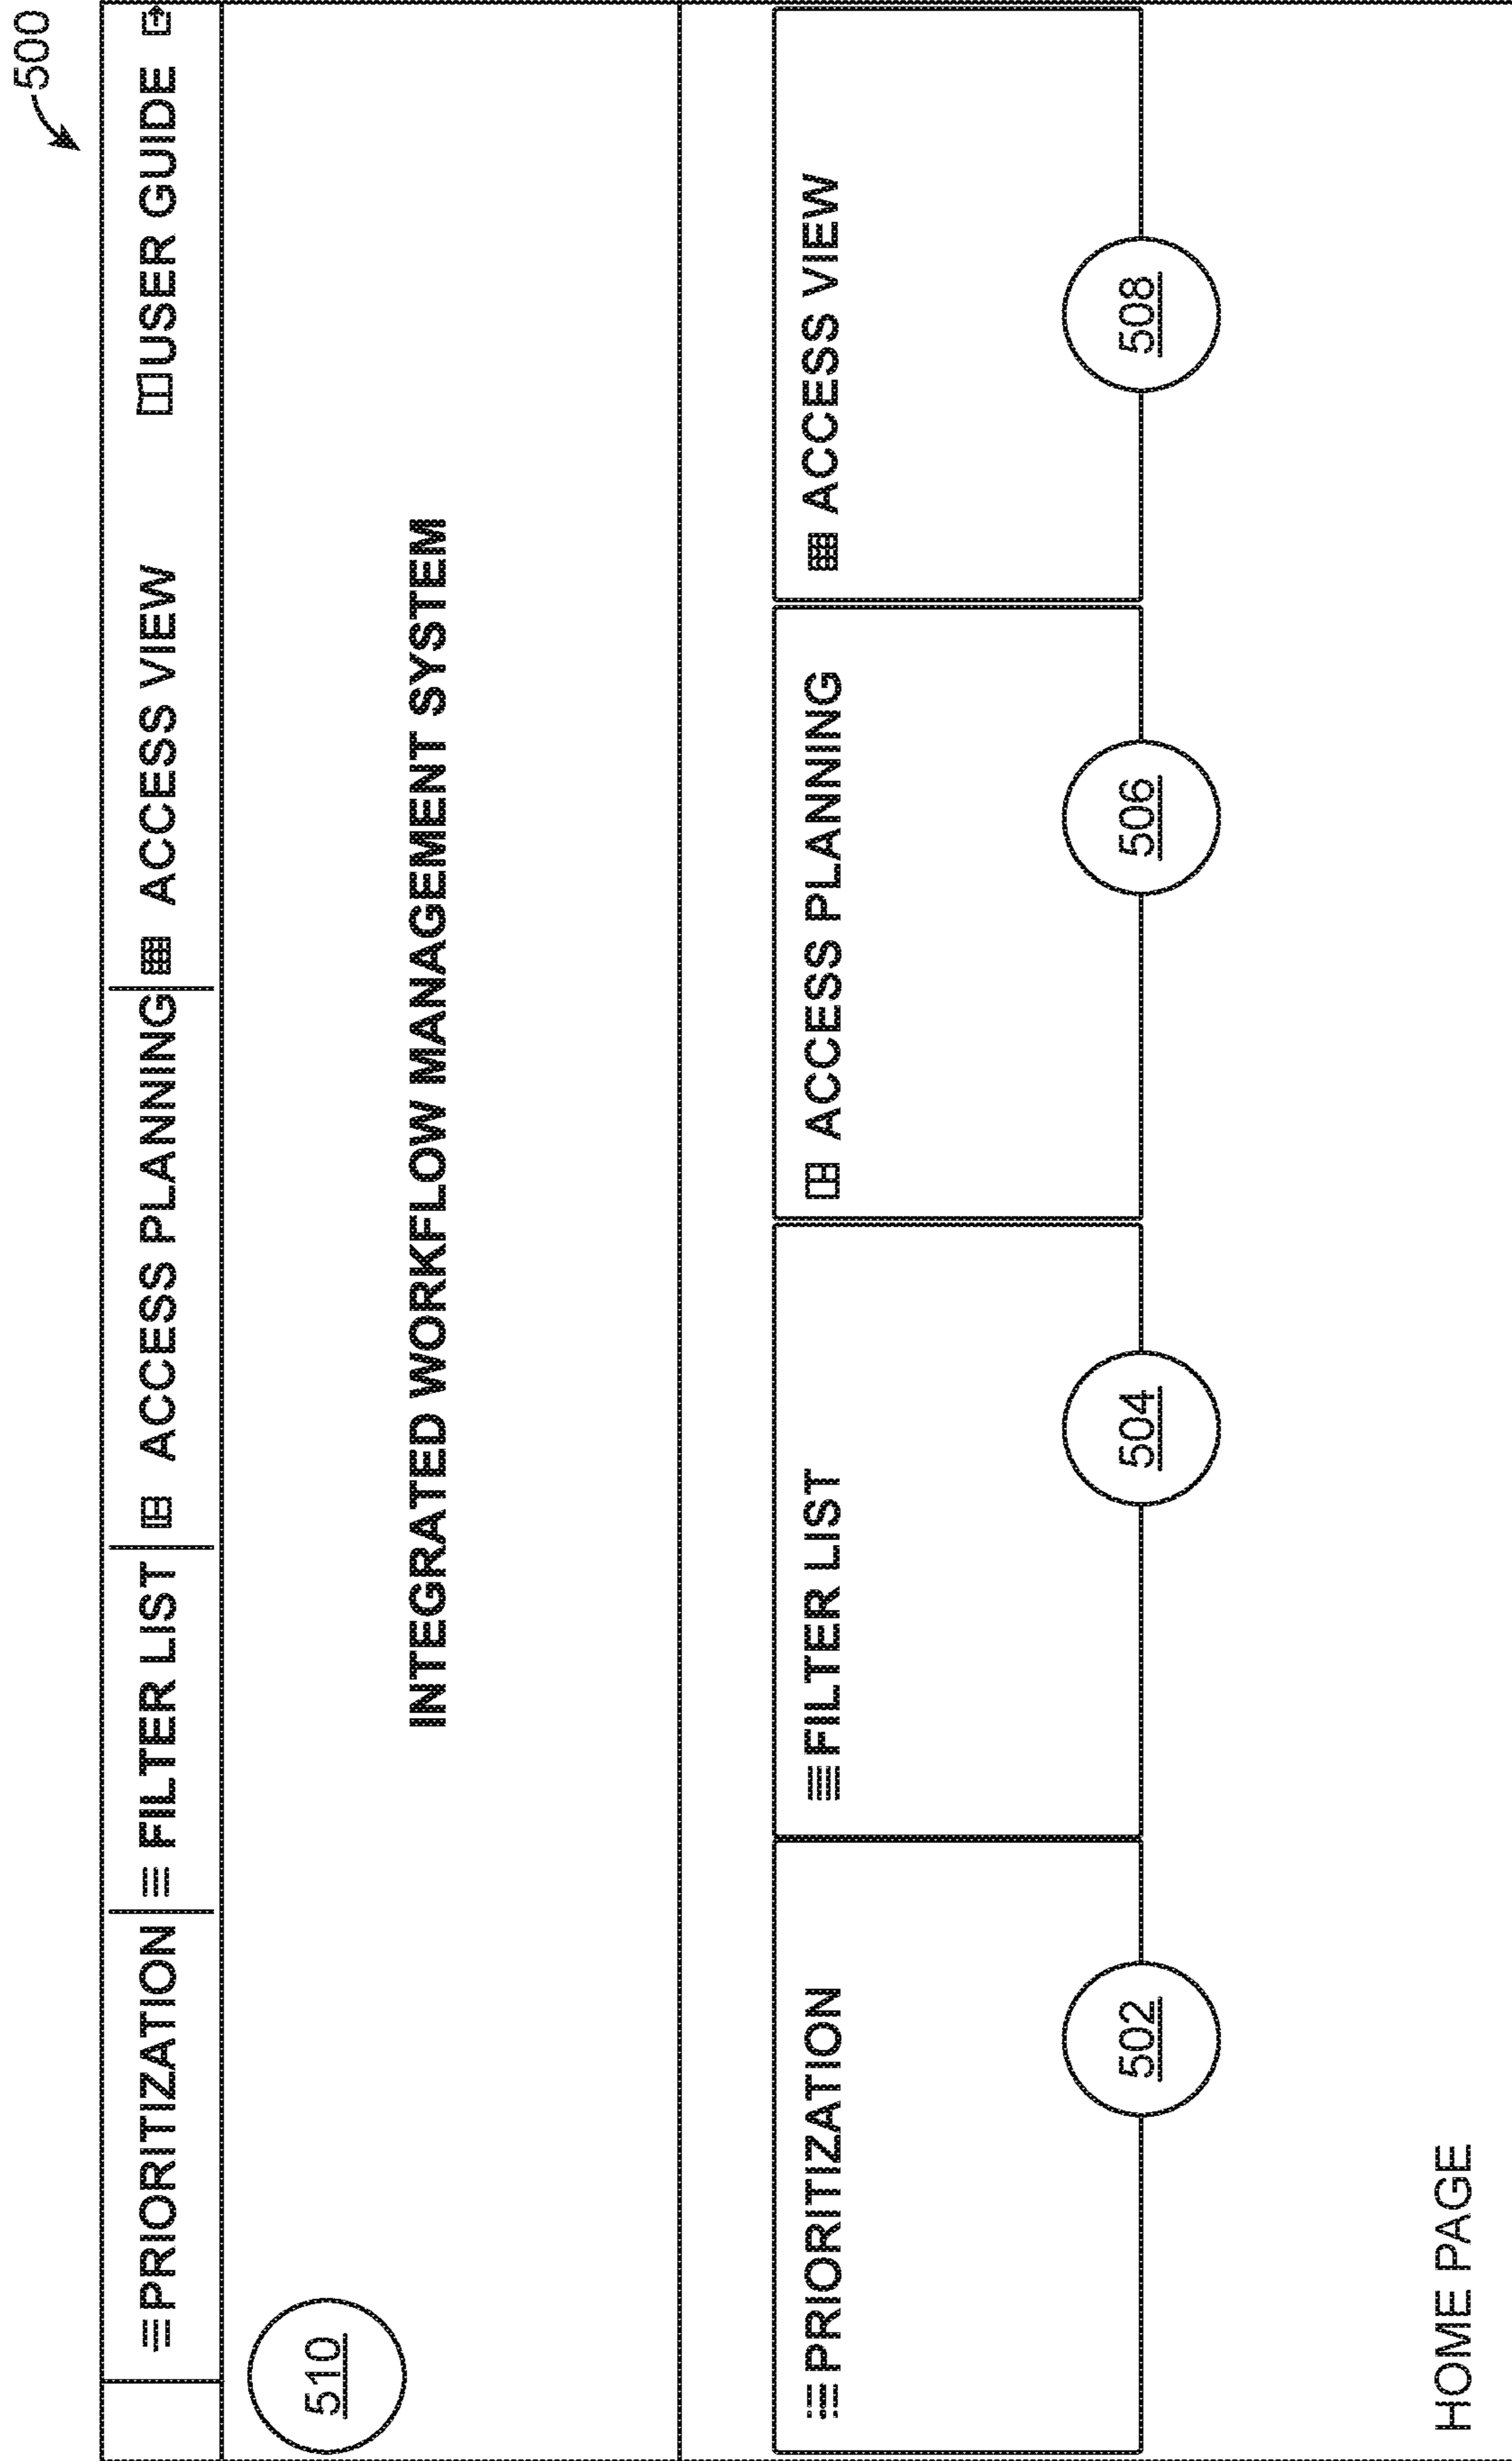 500
PRIORITIZATION FILTER LIST ACCESS PLANNING ACCESS VIEW USER GUIDE
510
INTEGRATED WORKFLOW MANAGEMENT SYSTEM
PRIORITIZATION FILTER LIST ACCESS PLANNING ACCESS VIEW
502 504 506 508
HOME PAGE